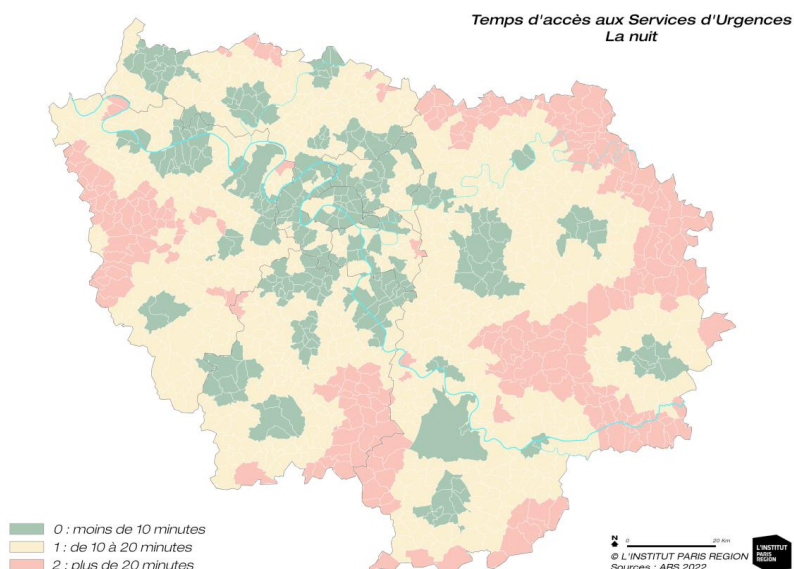 Temps d'accès aux Services d'Urgences
La nuit
0 : moins de 10 minutes
1 : de 10 à 20 minutes
2 : plus de 20 minutes
N
0
20 Km
© L'INSTITUT PARIS REGION
Sources : ARS 2022
L'INSTITUT
PARIS
REGION